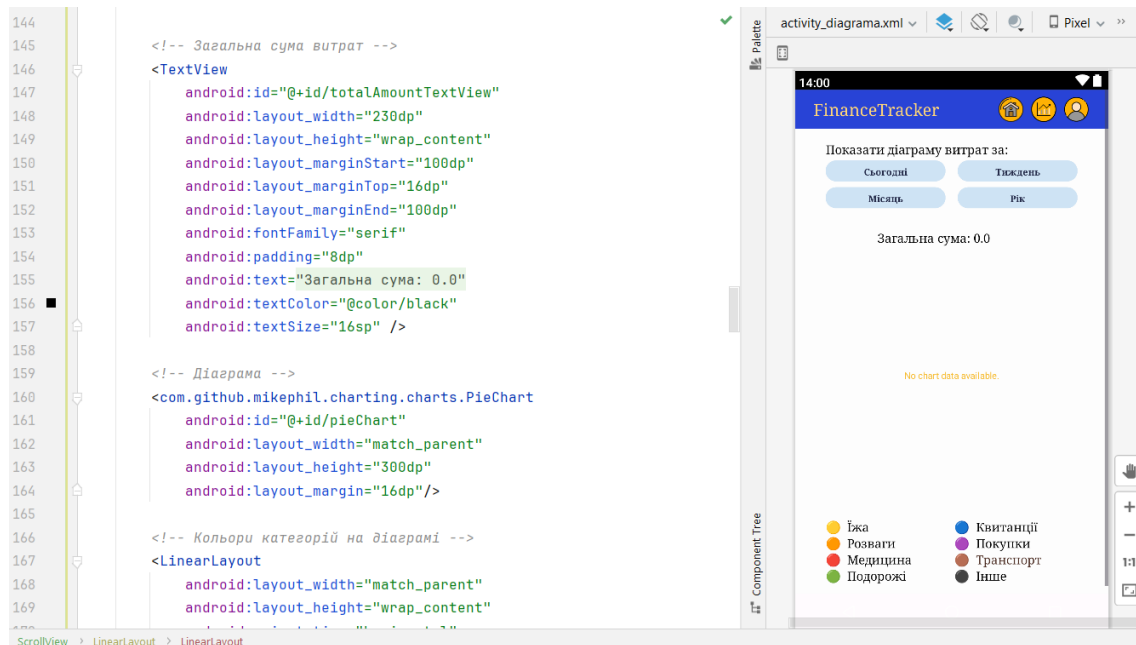 144
145 <!-- Загальна сума витрат -->
146 <TextView
147 android:id="@+id/totalAmountTextView"
148 android:layout_width="230dp"
149 android:layout_height="wrap_content"
150 android:layout_marginStart="100dp"
151 android:layout_marginTop="16dp"
152 android:layout_marginEnd="100dp"
153 android:fontFamily="serif"
154 android:padding="8dp"
155 android:text="Загальна сума: 0.0"
156 android:textColor="@color/black"
157 android:textSize="16sp" />
158
159 <!-- Діаграма -->
160 <com.github.mikephil.charting.charts.PieChart
161 android:id="@+id/pieChart"
162 android:layout_width="match_parent"
163 android:layout_height="300dp"
164 android:layout_margin="16dp"/>
165
166 <!-- Кольори категорій на діаграмі -->
167 <LinearLayout
168 android:layout_width="match_parent"
169 android:layout_height="wrap_content"
ScrollView > LinearLayout > LinearLayout
Palette
Component Tree
activity_diagrama.xml Pixel
14:00
FinanceTracker
Показати діаграму витрат за:
Сьогодні Тиждень
Місяць Рік
Загальна сума: 0.0
No chart data available.
Їжа Квитанції
Розваги Покупки
Медицина Транспорт
Подорожі Інше
1:1